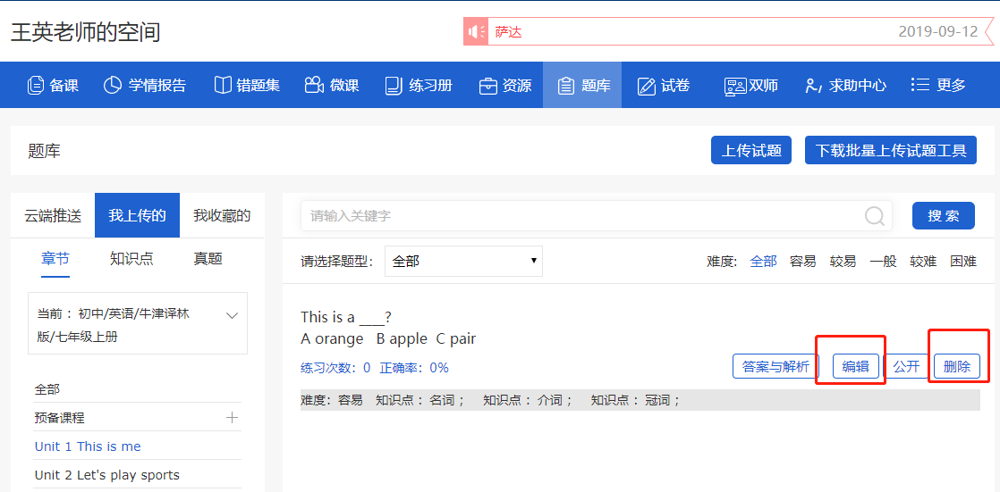 王英老师的空间
萨达 2019-09-12
备课 学情报告 错题集 微课 练习册 资源 题库 试卷 双师 求助中心 更多
题库 上传试题 下载批量上传试题工具
云端推送 我上传的 我收藏的
章节 知识点 真题
当前 : 初中/英语/牛津译林
版/七年级上册
全部
预备课程
Unit 1 This is me
Unit 2 Let's play sports
请输入关键字 搜 索
请选择题型: 全部 难度: 全部 容易 较易 一般 较难 困难
This is a ____?
A orange B apple C pair
练习次数: 0 正确率: 0%
答案与解析 编辑 公开 删除
难度: 容易 知识点 : 名词 ; 知识点 : 介词 ; 知识点 : 冠词 ;